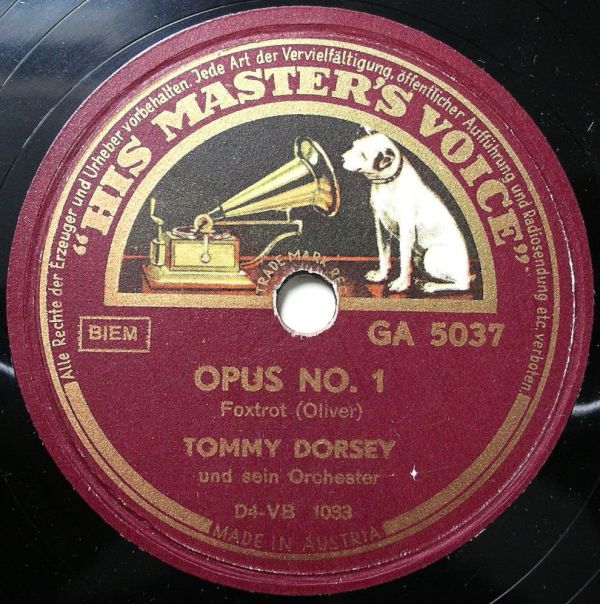 Alle Rechte der Erzeuger und Urheber vorbehalten. Jede Art der Vervielfältigung, öffentlicher Aufführung und Radiosendung etc. verboten
"HIS MASTER'S VOICE"
TRADE MARK RE
BIEM
GA 5037
OPUS NO. 1
Foxtrot (Oliver)
TOMMY DORSEY
und sein Orchester
D4-VB 1093
MADE IN AUSTRIA